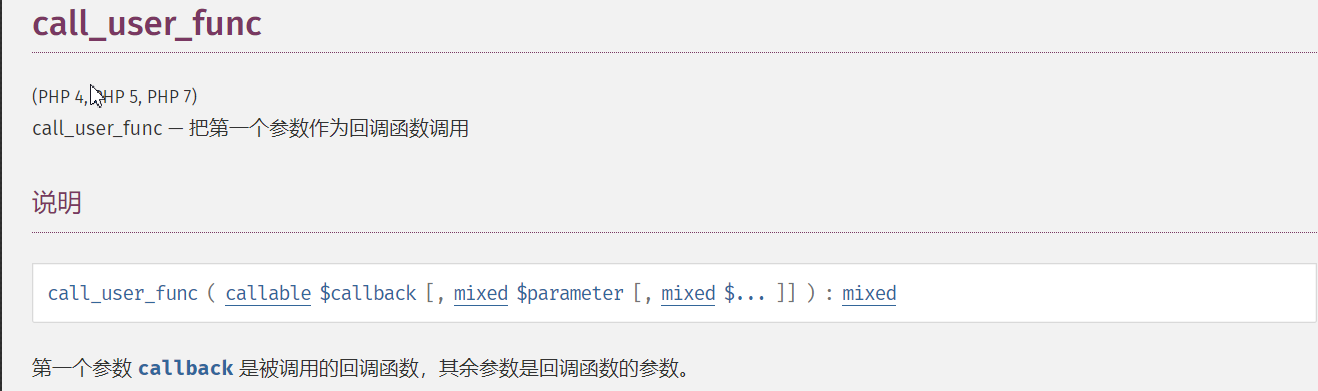 call_user_func
(PHP 4, PHP 5, PHP 7)
call_user_func — 把第一个参数作为回调函数调用
说明
call_user_func ( callable $callback [, mixed $parameter [, mixed $... ]] ) : mixed
第一个参数 callback 是被调用的回调函数，其余参数是回调函数的参数。